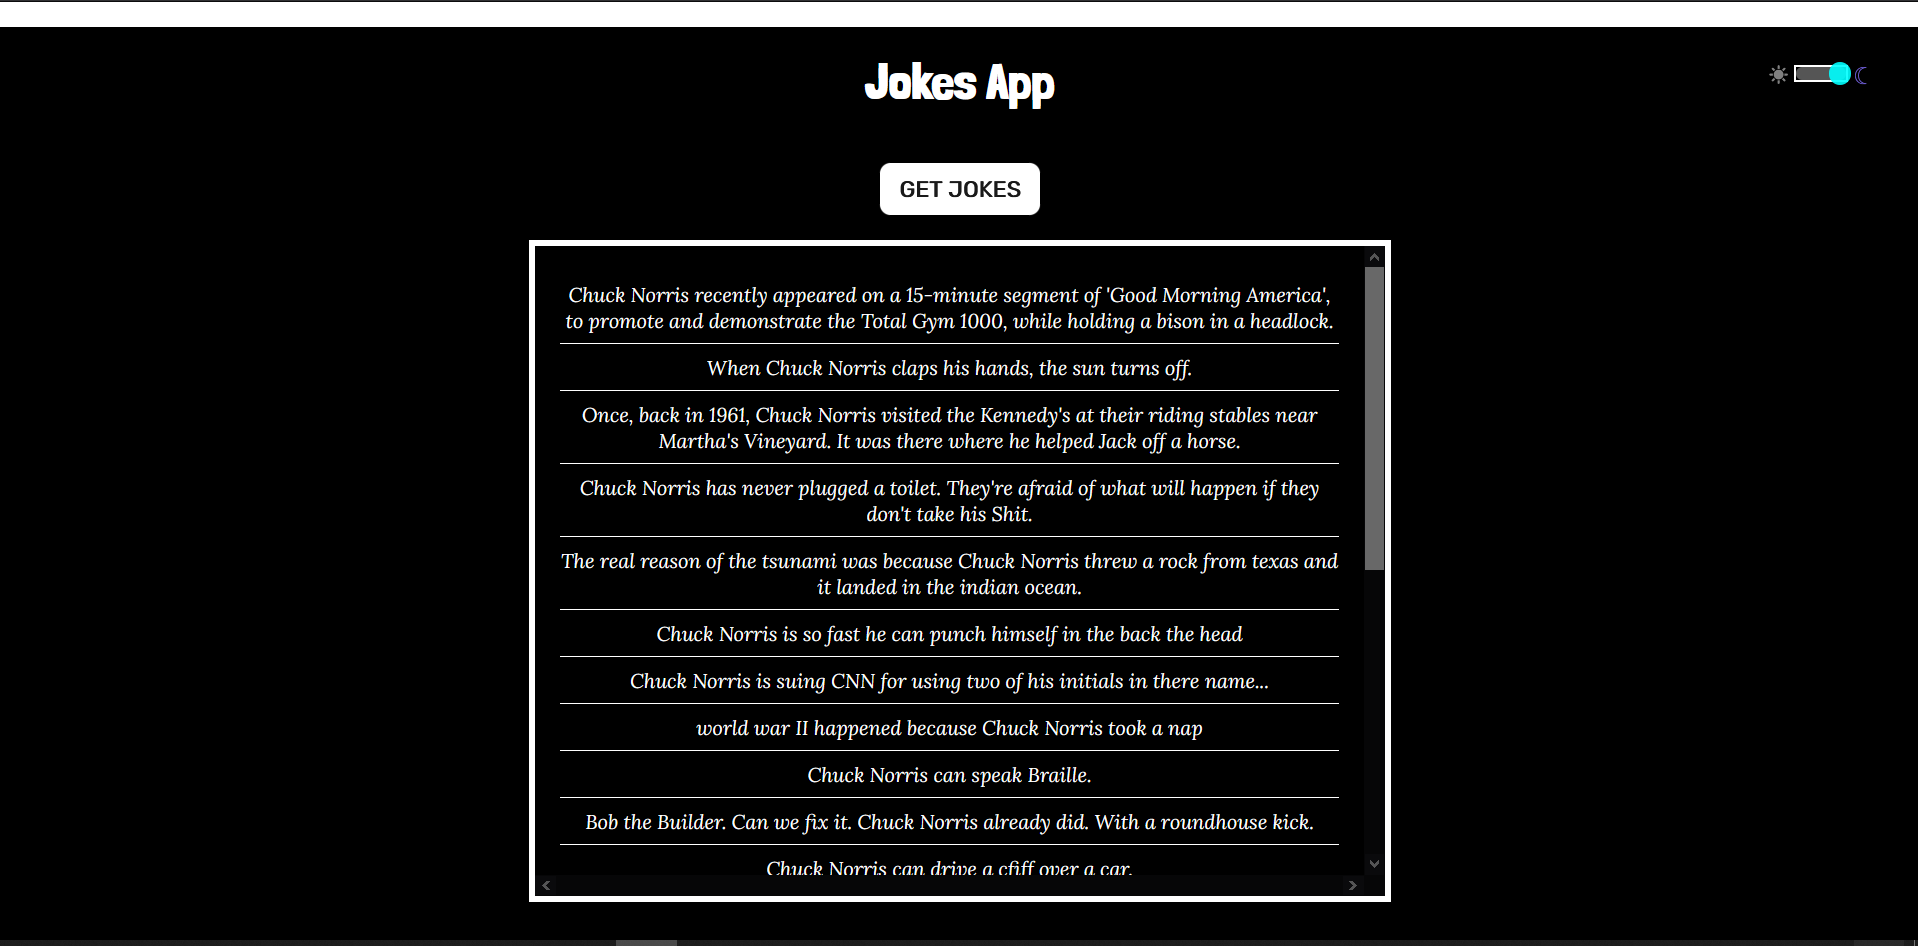 Jokes App
GET JOKES
Chuck Norris recently appeared on a 15-minute segment of 'Good Morning America',
to promote and demonstrate the Total Gym 1000, while holding a bison in a headlock.
When Chuck Norris claps his hands, the sun turns off.
Once, back in 1961, Chuck Norris visited the Kennedy's at their riding stables near
Martha's Vineyard. It was there where he helped Jack off a horse.
Chuck Norris has never plugged a toilet. They're afraid of what will happen if they
don't take his Shit.
The real reason of the tsunami was because Chuck Norris threw a rock from texas and
it landed in the indian ocean.
Chuck Norris is so fast he can punch himself in the back the head
Chuck Norris is suing CNN for using two of his initials in there name...
world war II happened because Chuck Norris took a nap
Chuck Norris can speak Braille.
Bob the Builder. Can we fix it. Chuck Norris already did. With a roundhouse kick.
Chuck Norris can drive a cfiff over a car.